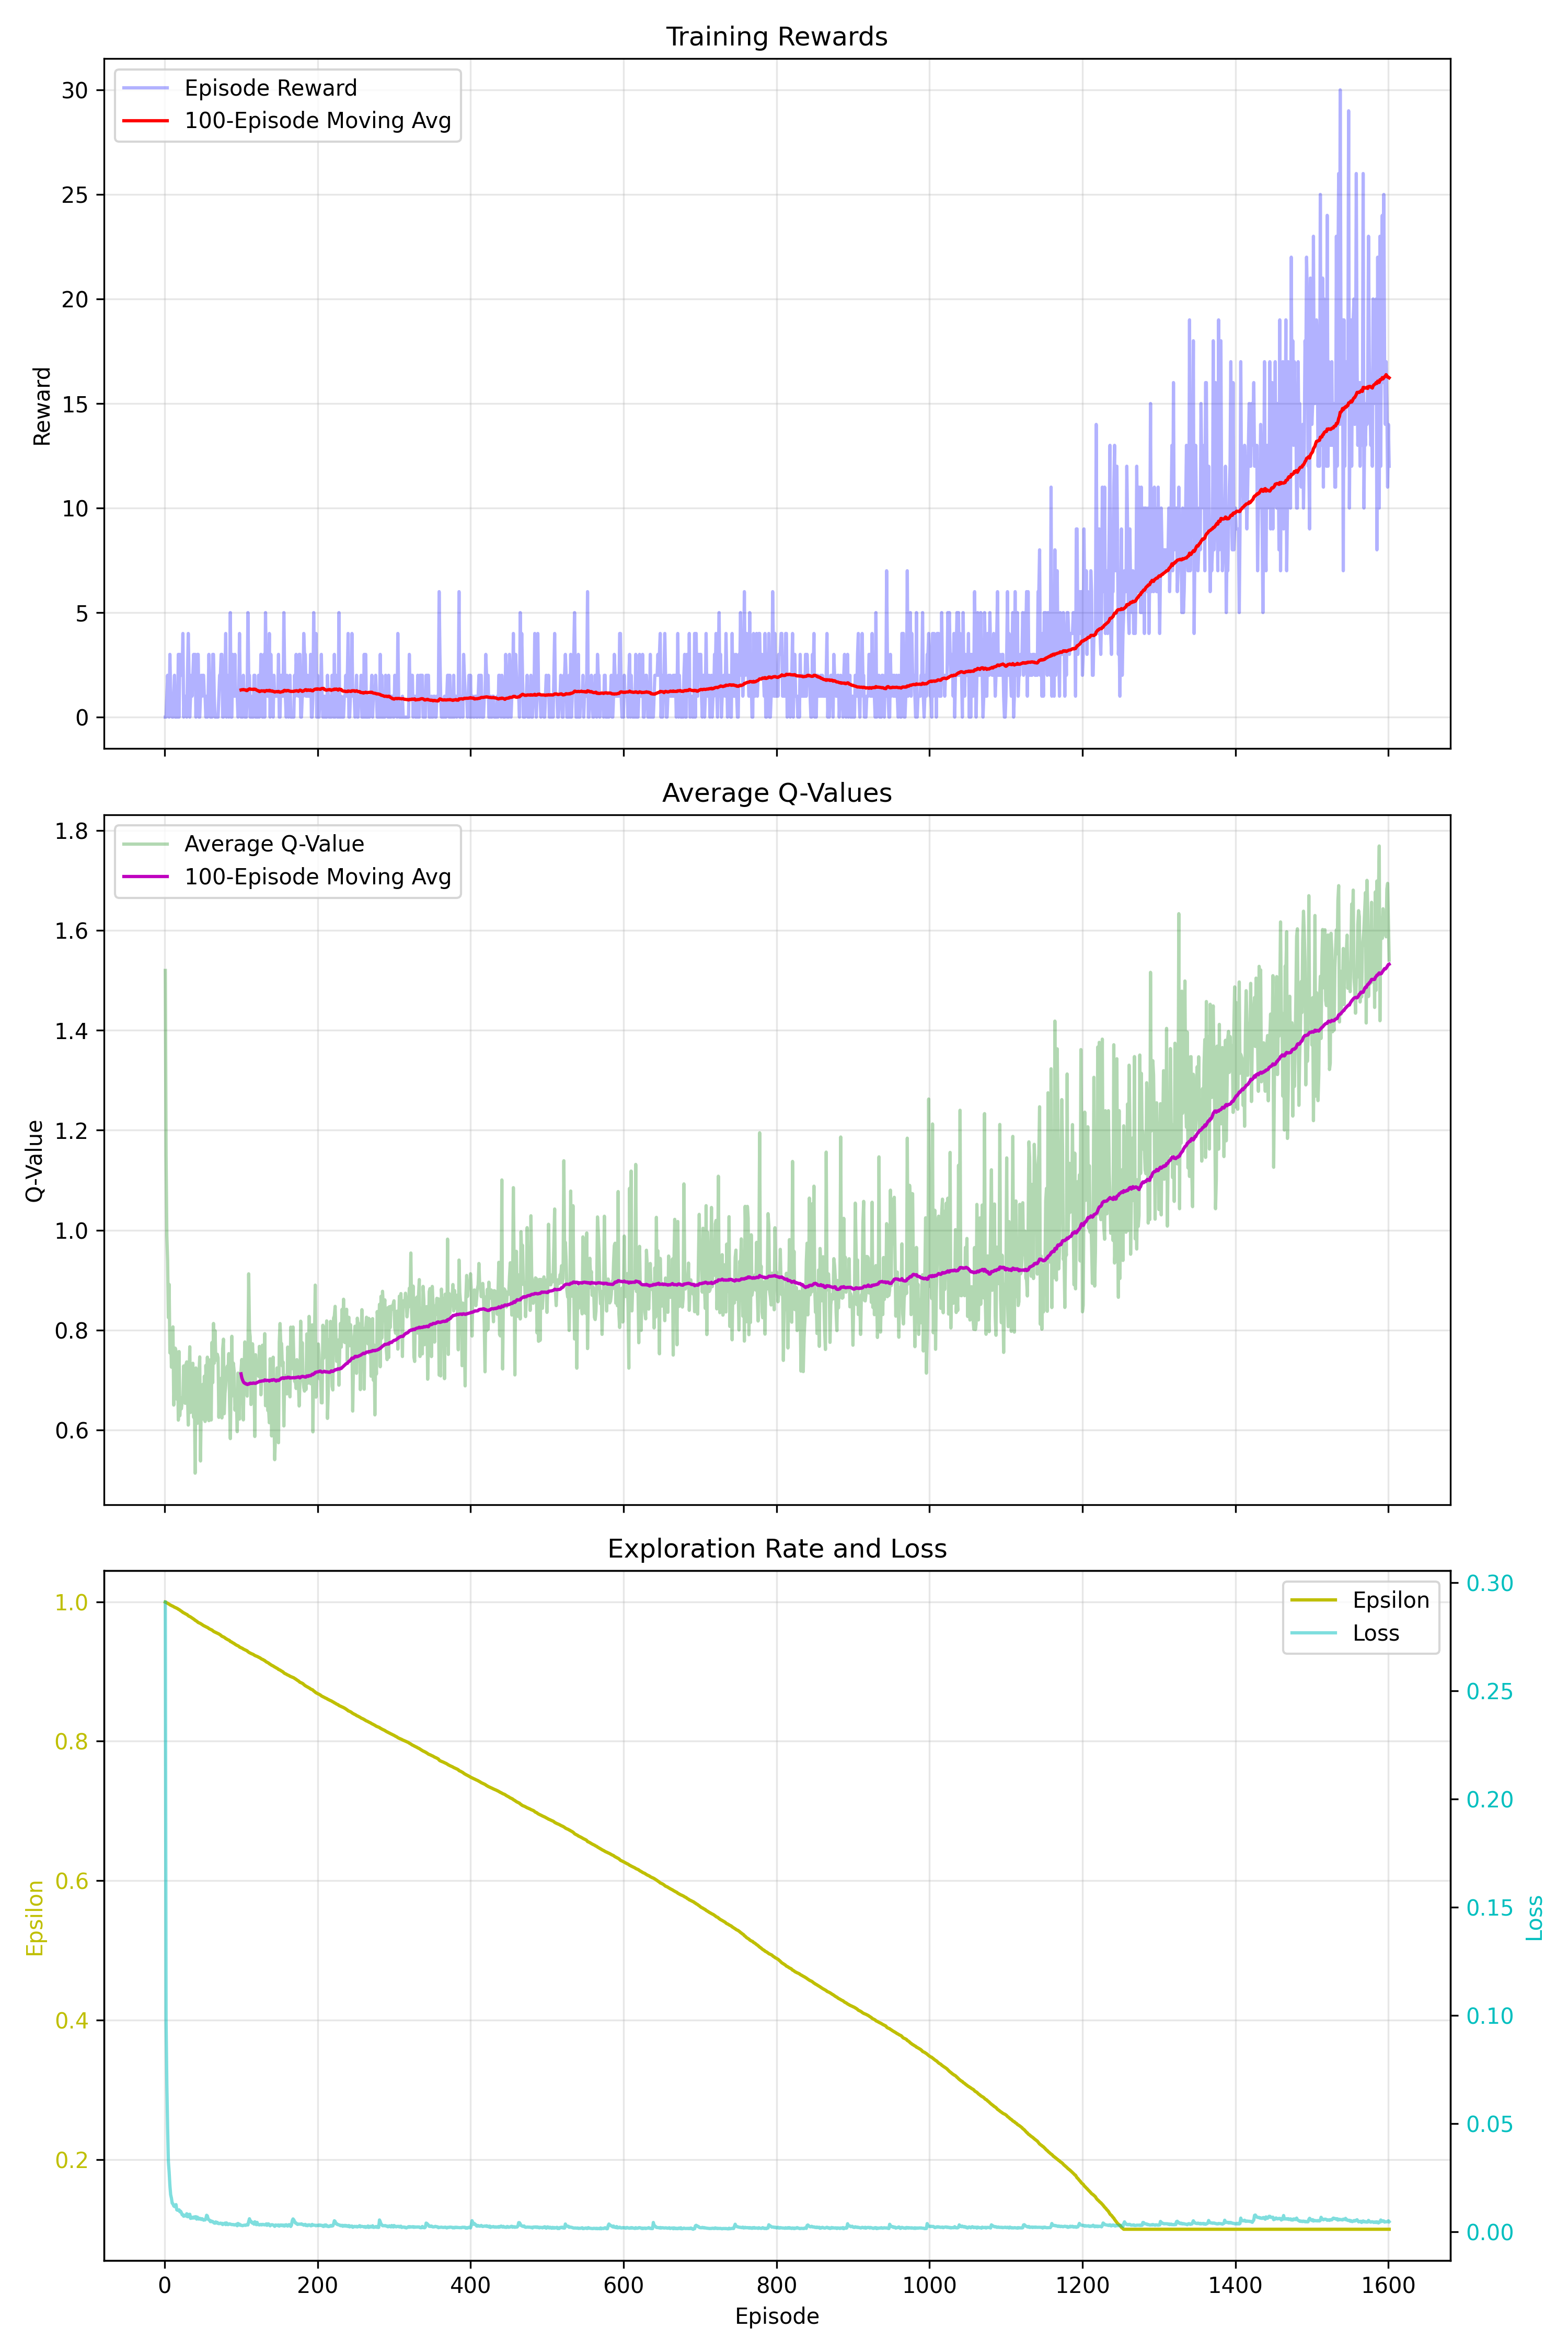 Training Rewards
Episode Reward
100-Episode Moving Avg
30
25
20
15
10
5
0
Reward
Average Q-Values
Average Q-Value
100-Episode Moving Avg
1.8
1.6
1.4
1.2
1.0
0.8
0.6
Q-Value
Exploration Rate and Loss
Epsilon
Loss
1.0
0.8
0.6
0.4
0.2
Epsilon
0.30
0.25
0.20
0.15
0.10
0.05
0.00
Loss
0 200 400 600 800 1000 1200 1400 1600
Episode